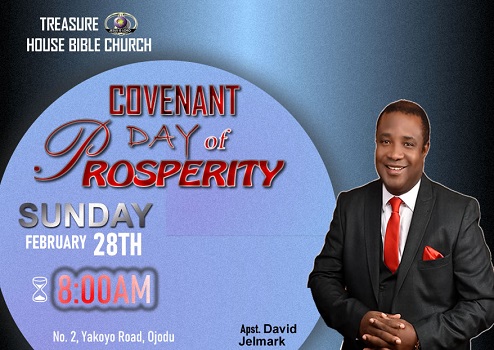 TREASURE
HOUSE BIBLE CHURCH
COVENANT
DAY of
PROSPERITY
SUNDAY
FEBRUARY 28TH
8:00AM
No. 2, Yakoyo Road, Ojodu
Apst. David
Jelmark